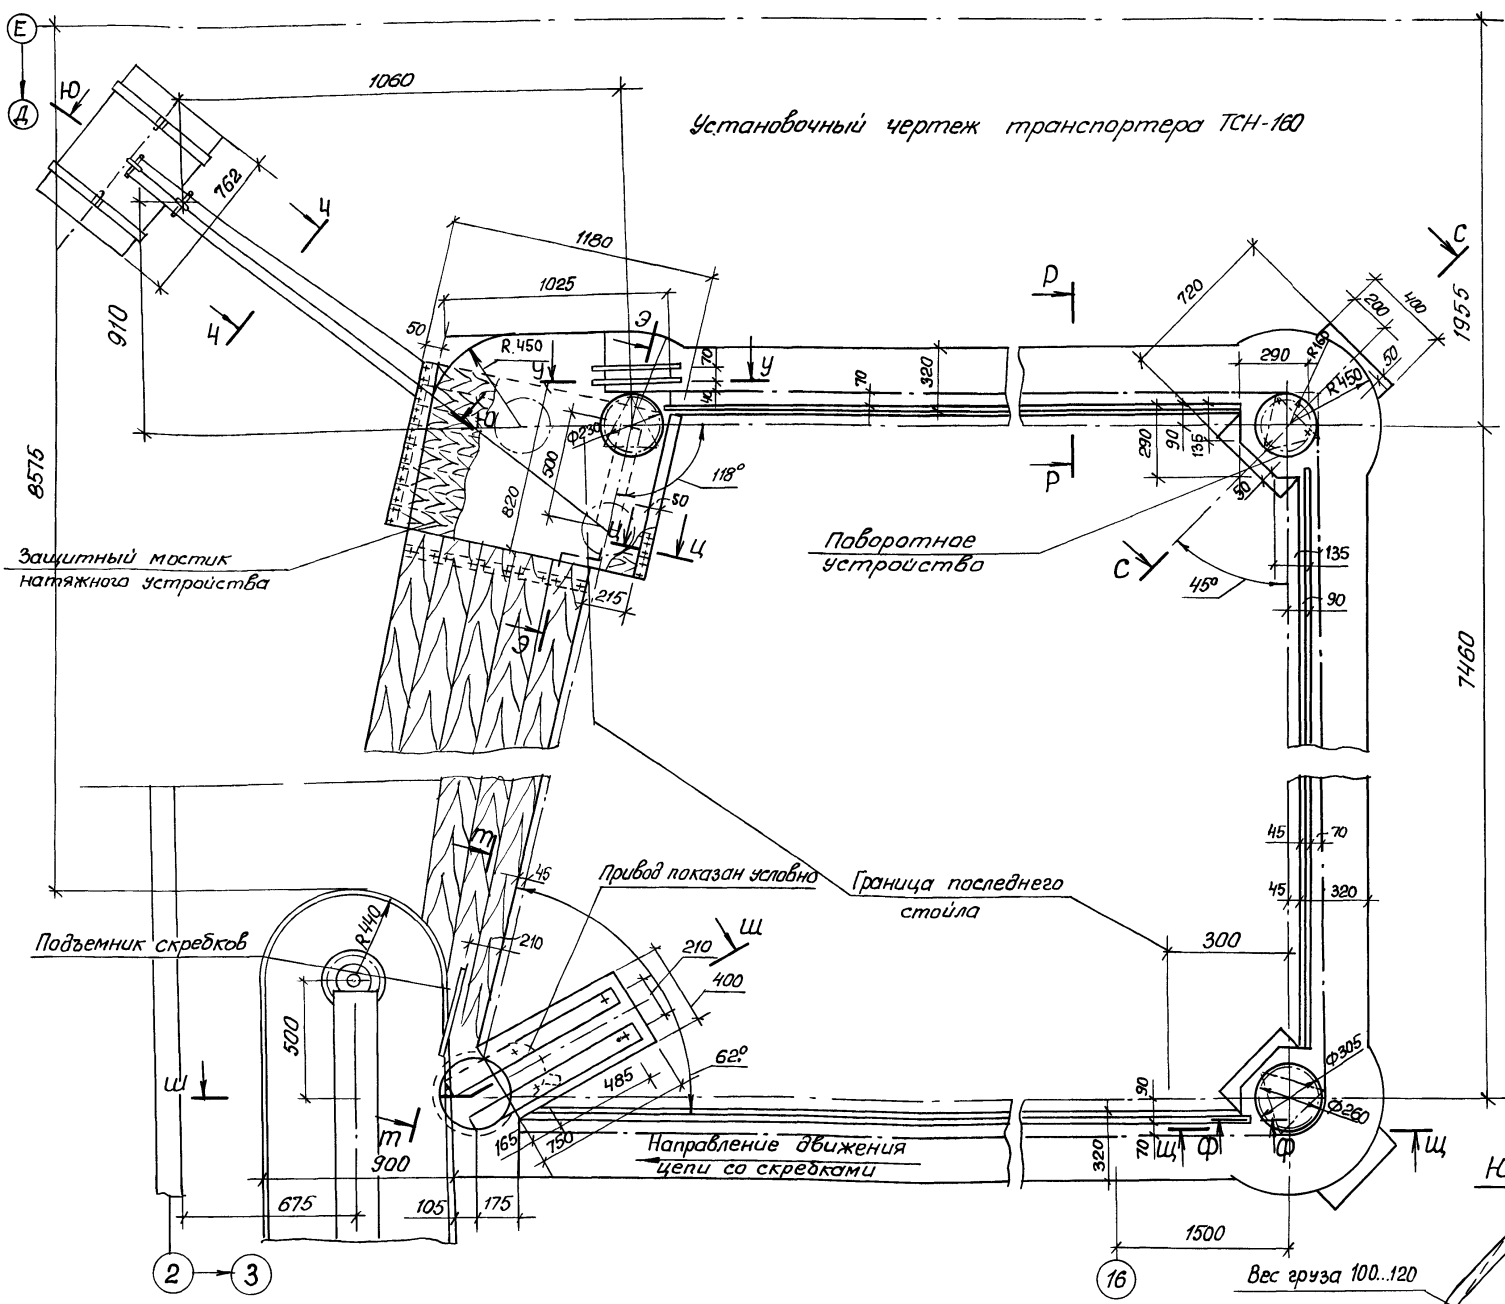 Е
Д
Ю
1060
Установочный чертеж транспортера ТСН-160
762
Ч
Ч
910
1180
1025
50
R.450
Э
У
У
70
40
Р
320
70
720
С
400
200
1955
50
290
R160
R450
Ю
Ф230
500
820
118°
50
Ц
Ц
290
90
135
Р
50
8575
Защитный мостик
натяжного устройства
Поворотное
устройство
С
45°
135
90
215
Э
7460
т
45
70
45
320
Привод показан условно
45
Граница последнего
стойла
Подъемник скребков
R440
210
Ш
210
400
300
500
62°
485
Ф305
Ф260
90
Ш
т
165
750
Направление движения
цепи со скребками
320
70
Щ
Ф
Ф
Щ
900
675
105
175
1500
2
3
16
Вес груза 100...120